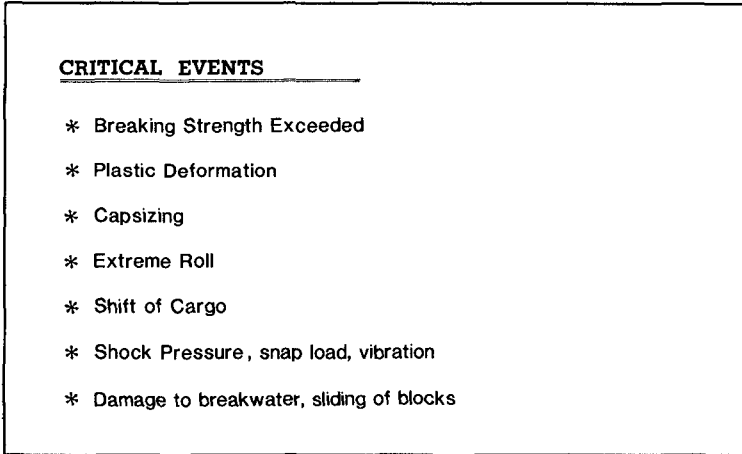 CRITICAL EVENTS
* Breaking Strength Exceeded
* Plastic Deformation
* Capsizing
* Extreme Roll
* Shift of Cargo
* Shock Pressure, snap load, vibration
* Damage to breakwater, sliding of blocks